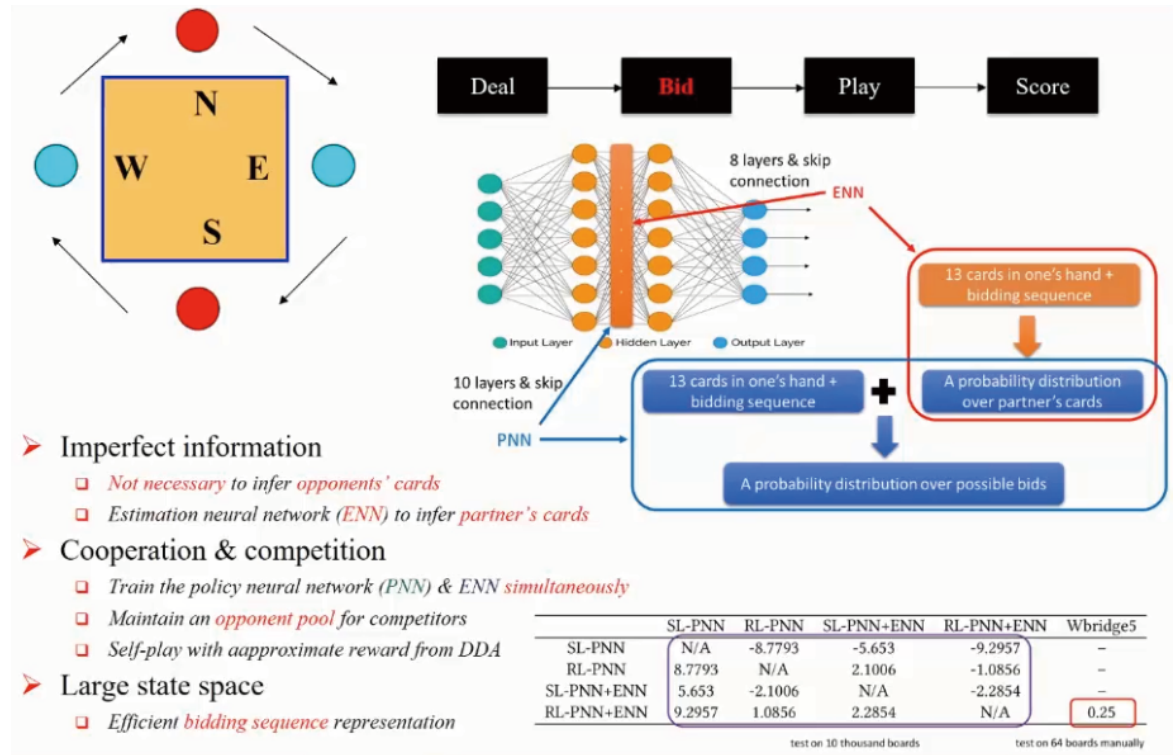 N
W
E
S
Deal
Bid
Play
Score
8 layers & skip
connection
ENN
Input Layer
Hidden Layer
Output Layer
13 cards in one's hand +
bidding sequence
10 layers & skip
connection
PNN
13 cards in one's hand +
bidding sequence
+
A probability distribution
over partner's cards
A probability distribution over possible bids
➤ Imperfect information
❑ Not necessary to infer opponents' cards
❑ Estimation neural network (ENN) to infer partner's cards
➤ Cooperation & competition
❑ Train the policy neural network (PNN) & ENN simultaneously
❑ Maintain an opponent pool for competitors
❑ Self-play with aapproximate reward from DDA
➤ Large state space
❑ Efficient bidding sequence representation
SL-PNN RL-PNN SL-PNN+ENN RL-PNN+ENN Wbridge5
SL-PNN N/A -8.7793 -5.653 -9.2957 –
RL-PNN 8.7793 N/A 2.1006 -1.0856 –
SL-PNN+ENN 5.653 -2.1006 N/A -2.2854 –
RL-PNN+ENN 9.2957 1.0856 2.2854 N/A 0.25
test on 10 thousand boards
test on 64 boards manually